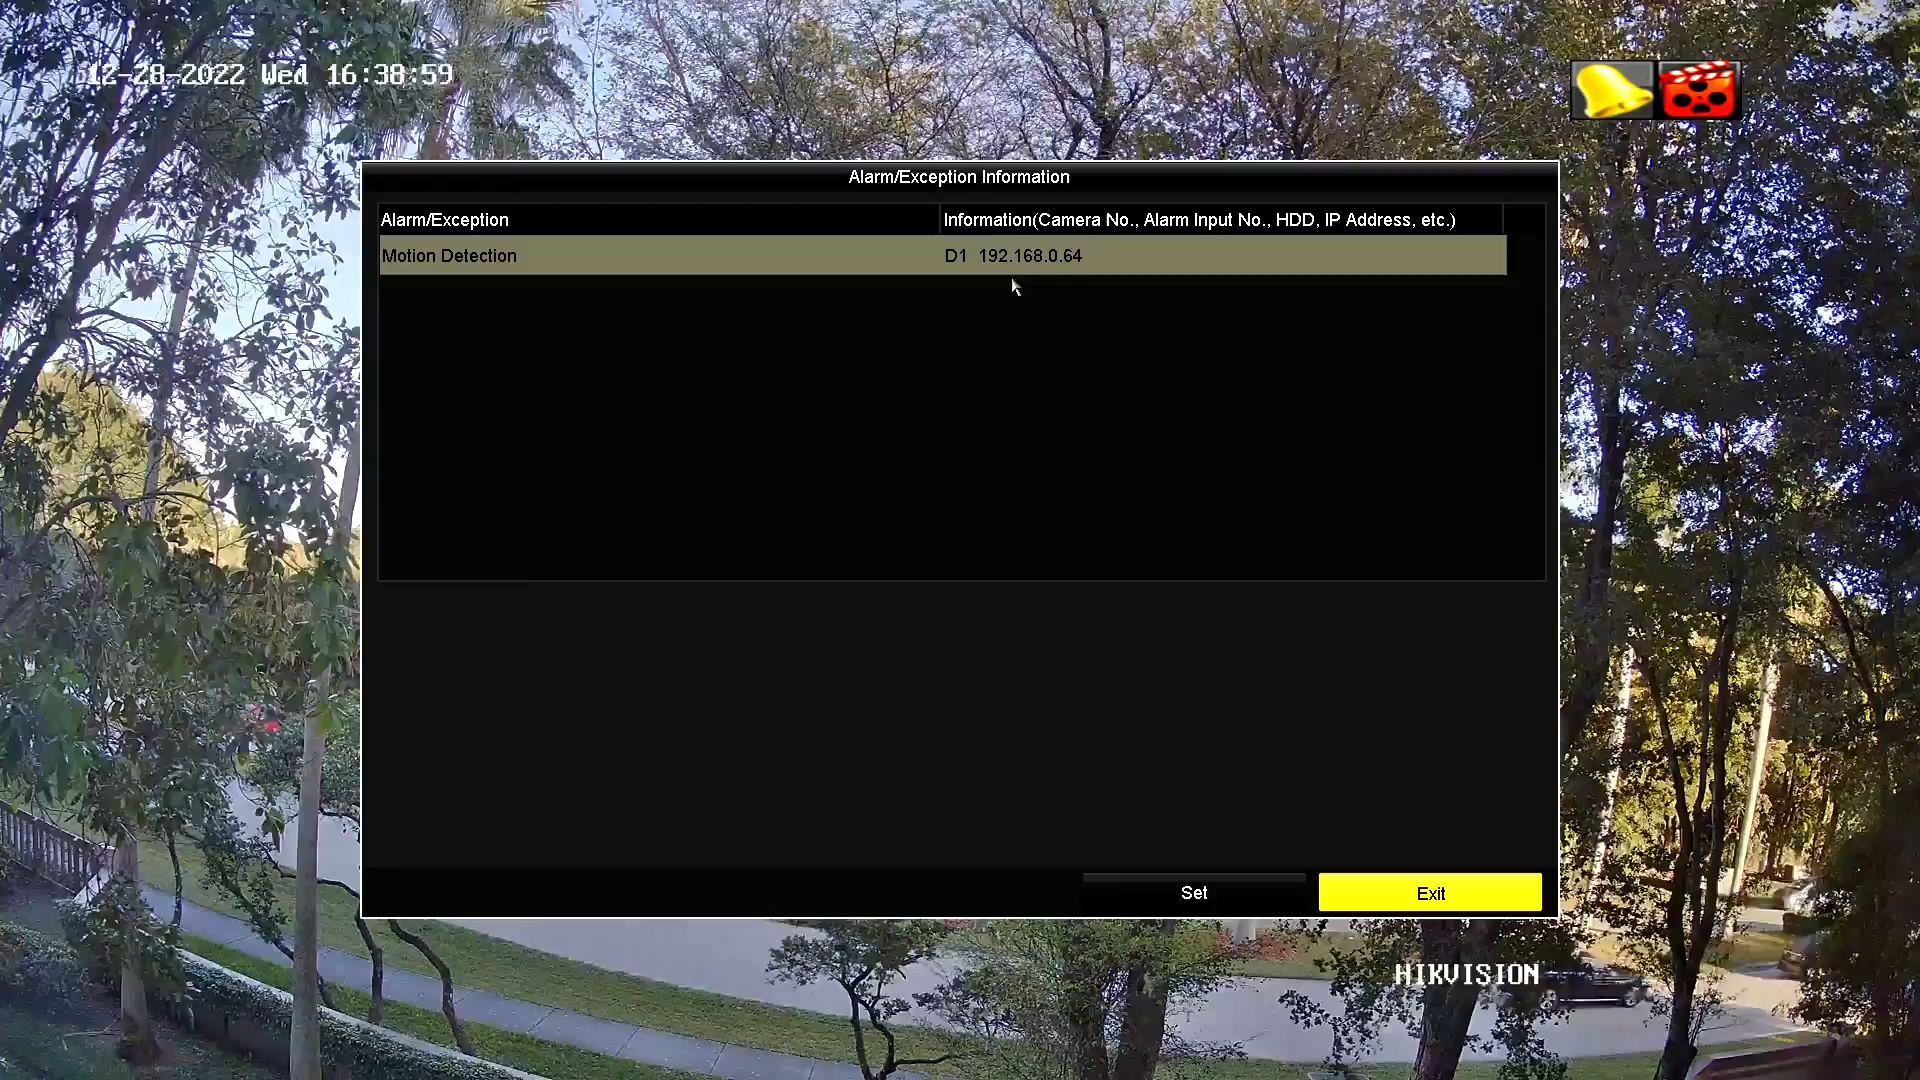 12-28-2022 Wed 16:38:59
Alarm/Exception Information
Alarm/Exception Information(Camera No., Alarm Input No., HDD, IP Address, etc.)
Motion Detection D1 192.168.0.64
Set Exit
HIKVISION